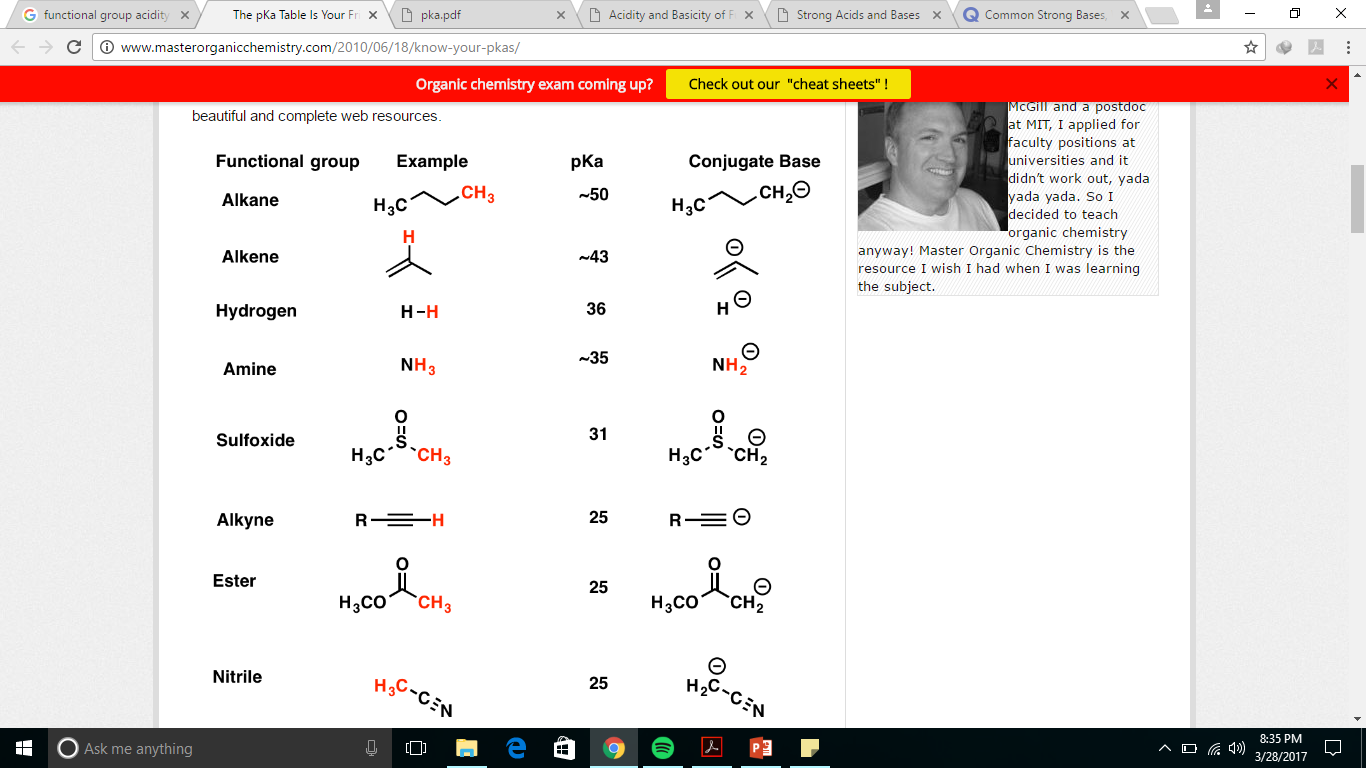 functional group acidity
The pKa Table Is Your Fr
pka.pdf
Acidity and Basicity of F
Strong Acids and Bases
Common Strong Bases,
www.masterorganicchemistry.com/2010/06/18/know-your-pkas/
Organic chemistry exam coming up? Check out our "cheat sheets" !
beautiful and complete web resources.
McGill and a postdoc
at MIT, I applied for
faculty positions at
universities and it
didn't work out, yada
yada yada. So I
decided to teach
organic chemistry
anyway! Master Organic Chemistry is the
resource I wish I had when I was learning
the subject.
Functional group Example pKa Conjugate Base
Alkane H3C CH3 ~50 H3C CH2⊖
Alkene H ~43 ⊖
Hydrogen H–H 36 H⊖
Amine NH3 ~35 NH2⊖
Sulfoxide O S H3C CH3 31 O S H3C CH2⊖
Alkyne R≡H 25 R≡⊖
Ester O H3CO CH3 25 O H3CO CH2⊖
Nitrile H3C C N 25 ⊖ H2C C N
Ask me anything
8:35 PM
3/28/2017